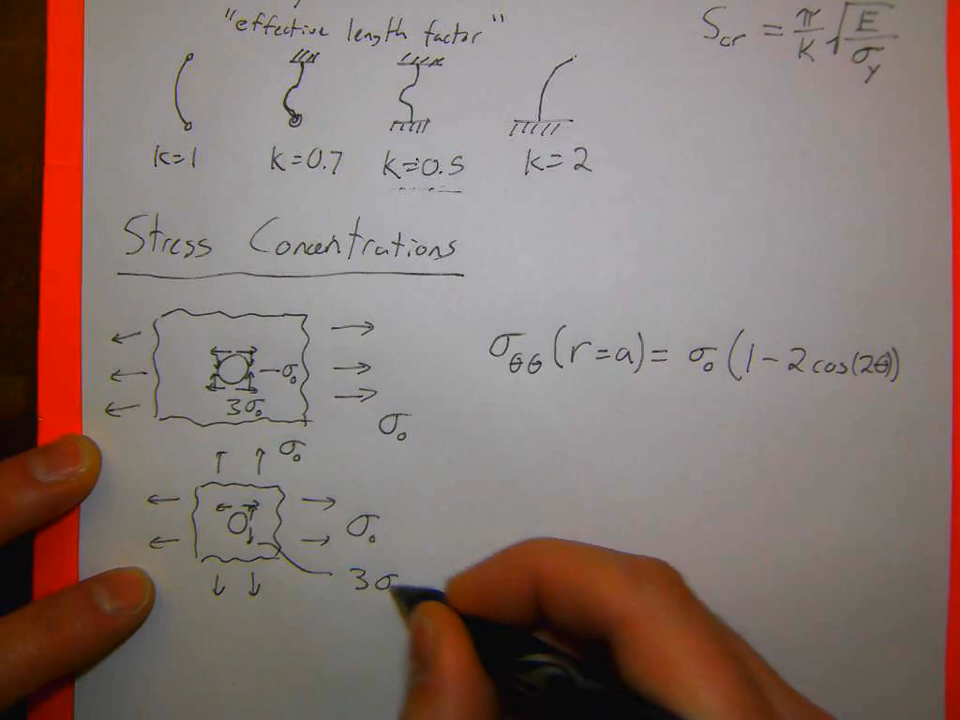 "effective length factor"
S_cr = π/k √(E/σ_y)
k=1 k=0.7 k=0.5 k=2
Stress Concentrations
σ_θθ (r=a) = σ₀ (1-2cos(2θ))
-σ₀
3σ₀
σ₀
σ₀
σ₀
3σ